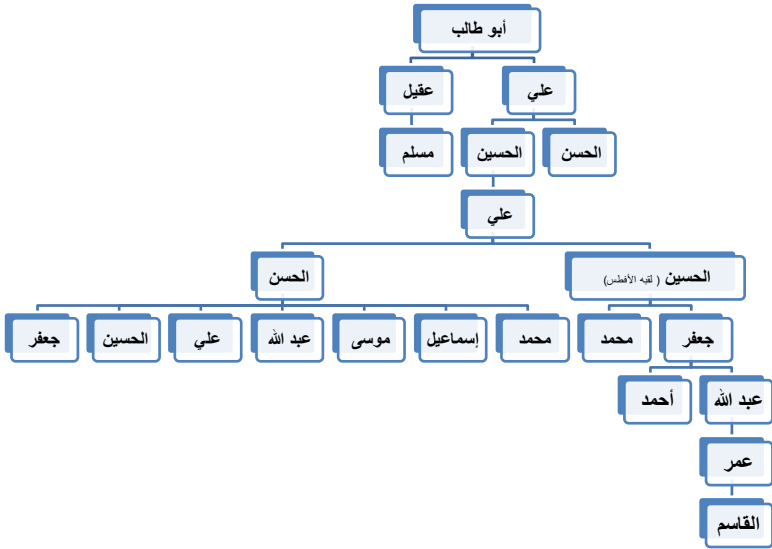 أبو طالب
علي
عقيل
الحسن
الحسين
مسلم
علي
الحسين ( لقبه الأفطس)
الحسن
جعفر
محمد
محمد
إسماعيل
موسى
عبد الله
علي
الحسين
جعفر
عبد الله
أحمد
عمر
القاسم